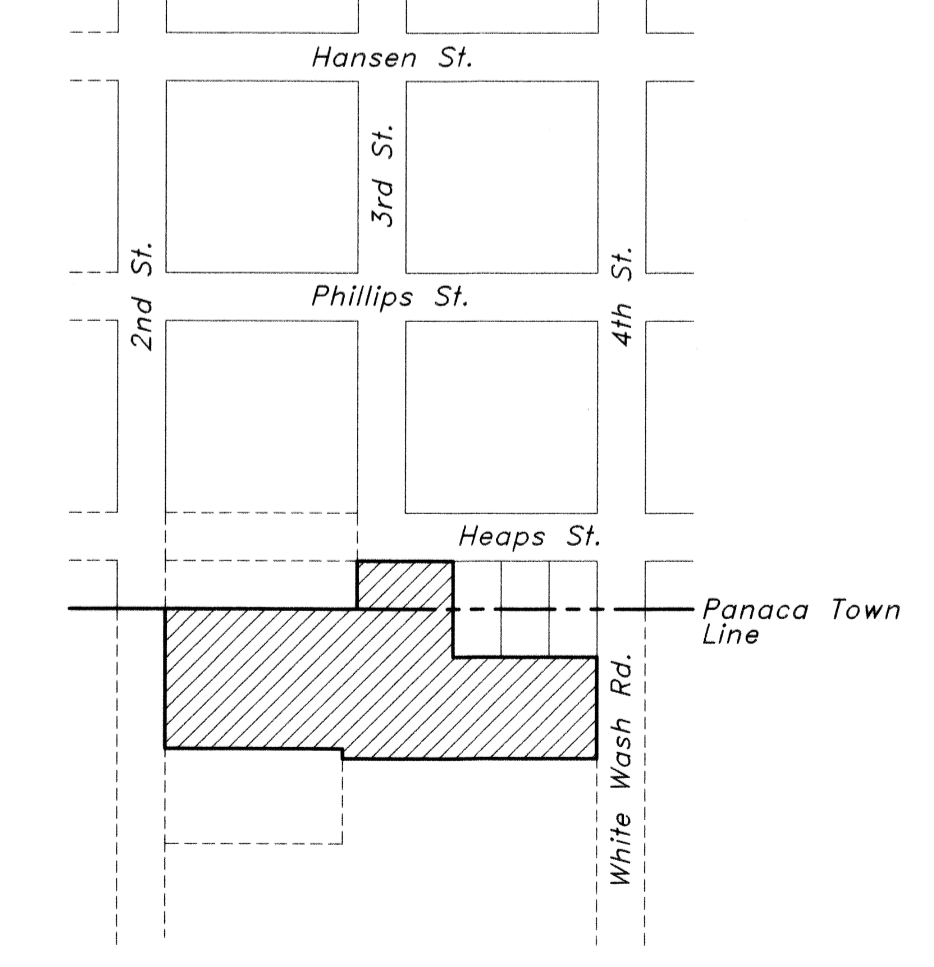 Hansen St.
3rd St.
2nd St.
Phillips St.
4th St.
Heaps St.
Panaca Town
Line
White Wash Rd.